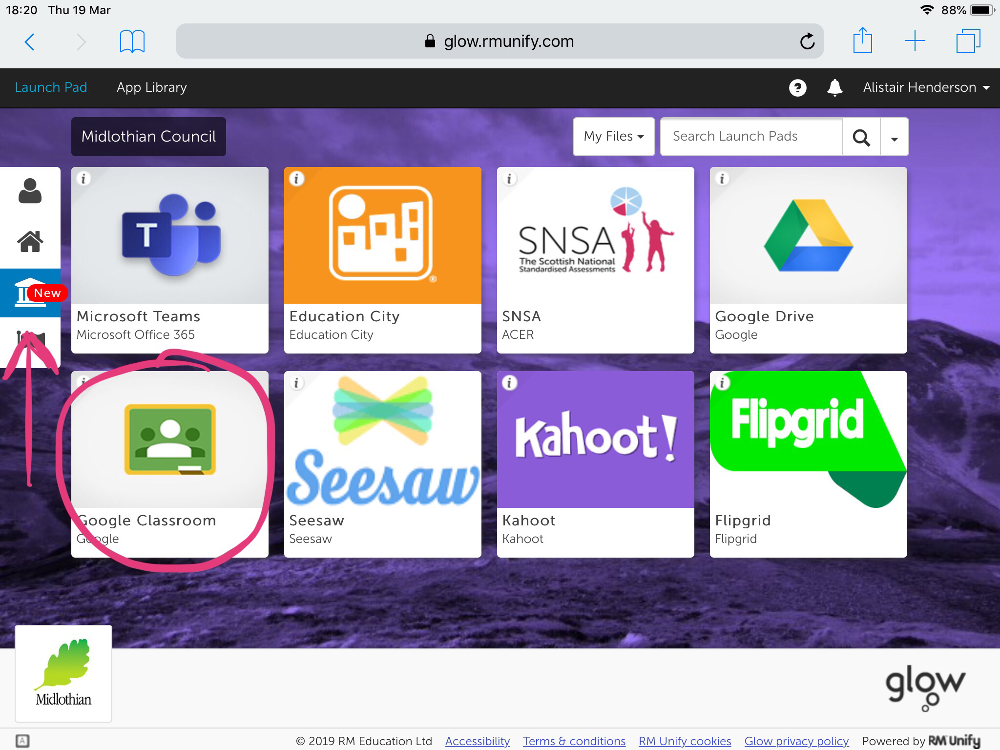 18:20 Thu 19 Mar 88%
glow.rmunify.com
Launch Pad App Library ? Alistair Henderson
Midlothian Council My Files Search Launch Pads
New
T
Microsoft Teams
Microsoft Office 365
i
®
Education City
Education City
i
SNSA
The Scottish National
Standardised Assessments
SNSA
ACER
i
Google Drive
Google
i
Google Classroom
Google
i
Seesaw
Seesaw
Seesaw
i
Kahoot!
Kahoot
Kahoot
i
Flipgrid
Flipgrid
Flipgrid
Midlothian
glow
A © 2019 RM Education Ltd Accessibility Terms & conditions RM Unify cookies Glow privacy policy Powered by RM Unify